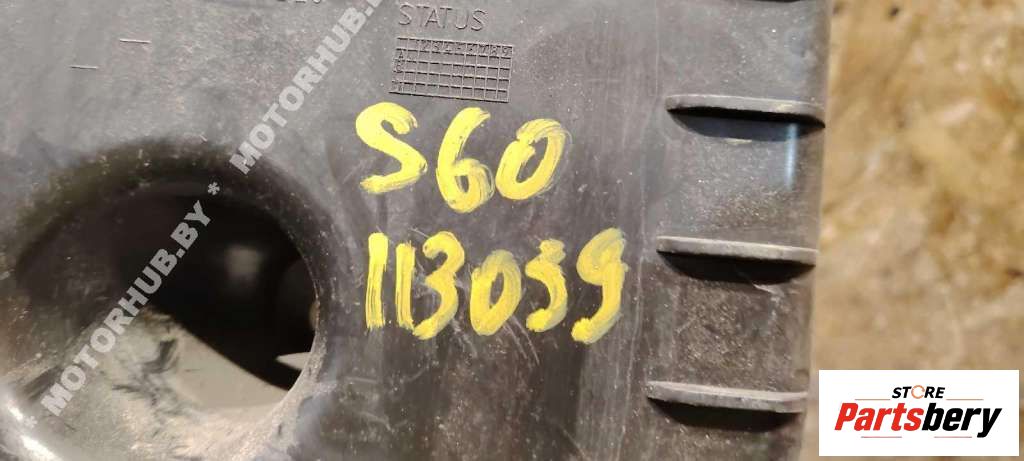 STATUS
S60
113059
* MOTORHUB.BY * MOTORHUB.BY
STORE
Partsbery